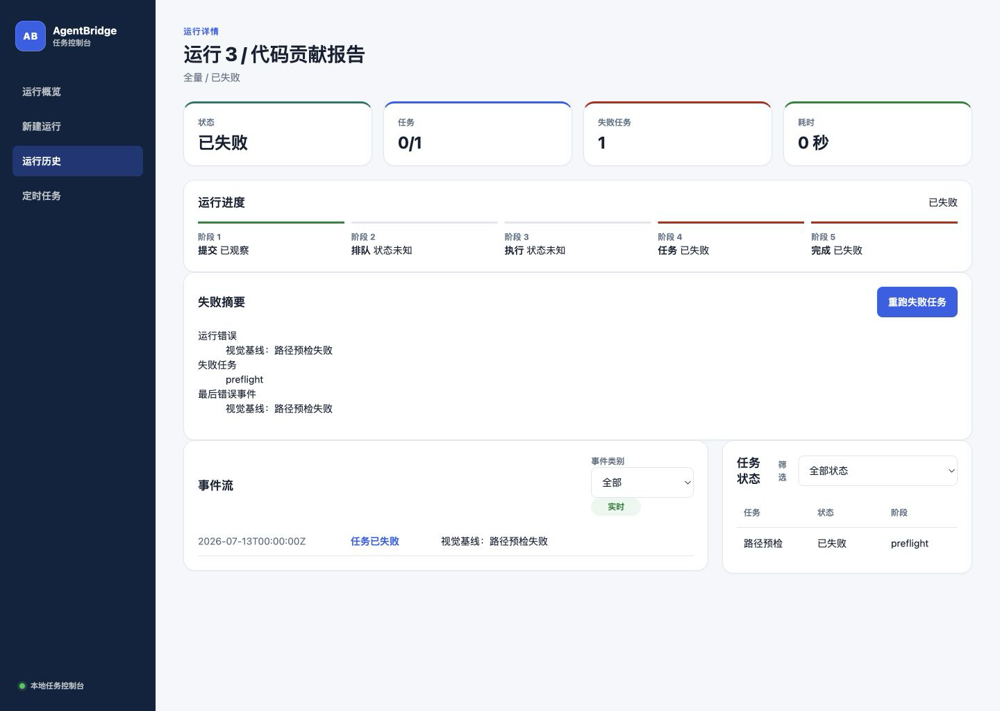 AB
AgentBridge
任务控制台
运行概览
新建运行
运行历史
定时任务
本地任务控制台
运行详情
运行 3 / 代码贡献报告
全量 / 已失败
状态
已失败
任务
0/1
失败任务
1
耗时
0 秒
运行进度
已失败
阶段 1
提交 已观察
阶段 2
排队 状态未知
阶段 3
执行 状态未知
阶段 4
任务 已失败
阶段 5
完成 已失败
失败摘要
重跑失败任务
运行错误
视觉基线：路径预检失败
失败任务
preflight
最后错误事件
视觉基线：路径预检失败
事件流
事件类别
全部
实时
2026-07-13T00:00:00Z 任务已失败 视觉基线：路径预检失败
任务
状态
筛
选
全部状态
任务 状态 阶段
路径预检 已失败 preflight